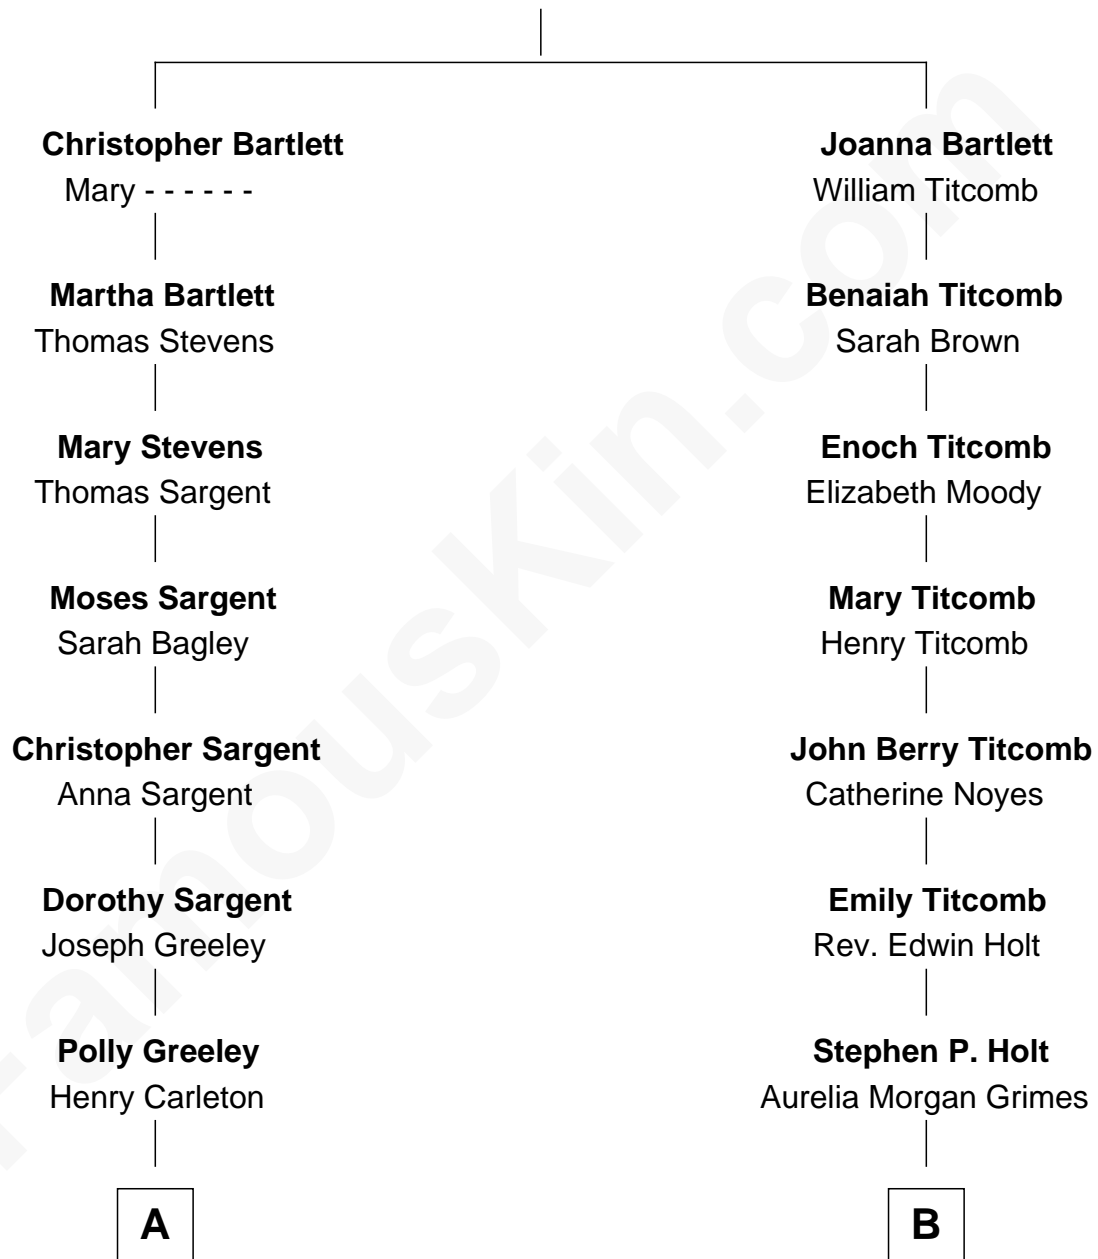 Christopher Bartlett
Mary - - - - - -
Martha Bartlett
Thomas Stevens
Mary Stevens
Thomas Sargent
Moses Sargent
Sarah Bagley
Christopher Sargent
Anna Sargent
Dorothy Sargent
Joseph Greeley
Polly Greeley
Henry Carleton
A
Joanna Bartlett
William Titcomb
Benaiah Titcomb
Sarah Brown
Enoch Titcomb
Elizabeth Moody
Mary Titcomb
Henry Titcomb
John Berry Titcomb
Catherine Noyes
Emily Titcomb
Rev. Edwin Holt
Stephen P. Holt
Aurelia Morgan Grimes
B
FamousKin.com